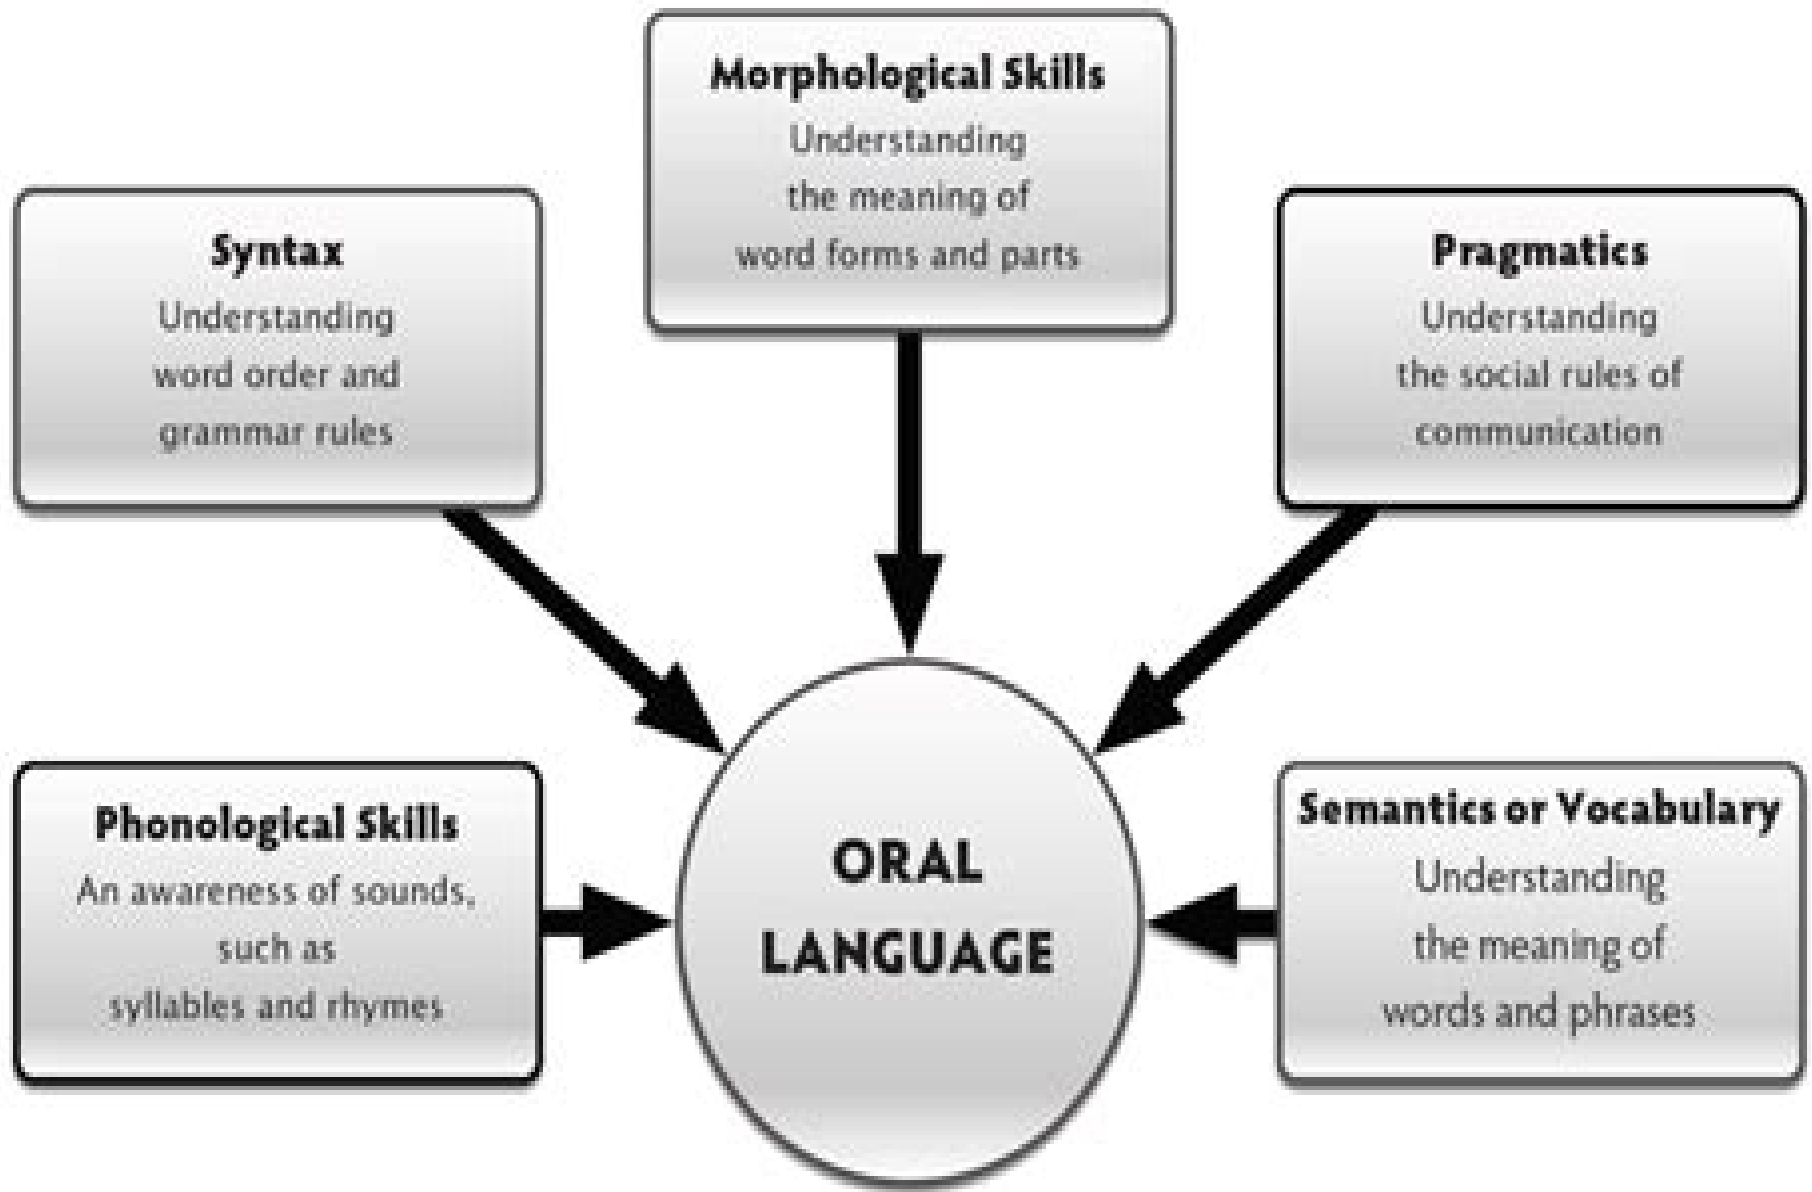 Morphological Skills
Understanding
the meaning of
word forms and parts
Syntax
Understanding
word order and
grammar rules
Pragmatics
Understanding
the social rules of
communication
Phonological Skills
An awareness of sounds,
such as
syllables and rhymes
ORAL
LANGUAGE
Semantics or Vocabulary
Understanding
the meaning of
words and phrases